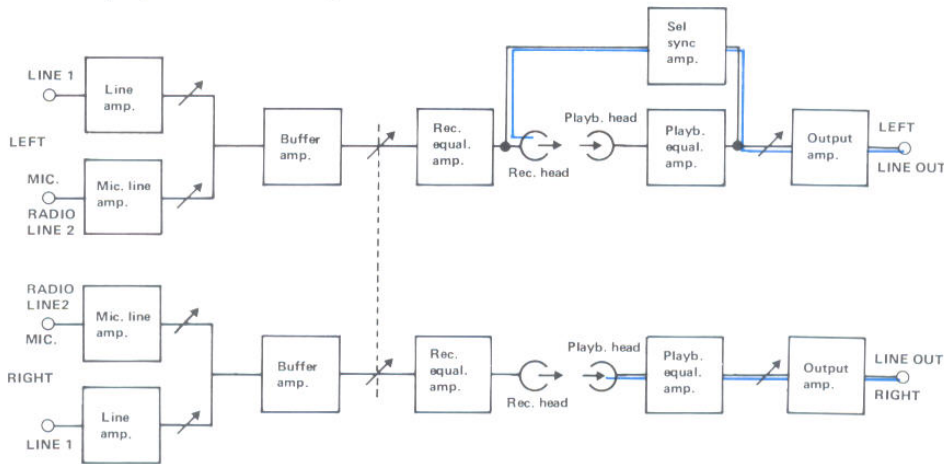 LINE 1
LEFT
MIC.
RADIO
LINE 2
Line
amp.
Mic. line
amp.
Buffer
amp.
Rec.
equal.
amp.
Sel
sync
amp.
Playb. head
Rec. head
Playb.
equal.
amp.
Output
amp.
LEFT
LINE OUT
RADIO
LINE2
MIC.
RIGHT
LINE 1
Mic. line
amp.
Line
amp.
Buffer
amp.
Rec.
equal.
amp.
Playb. head
Rec. head
Playb.
equal.
amp.
Output
amp.
LINE OUT
RIGHT